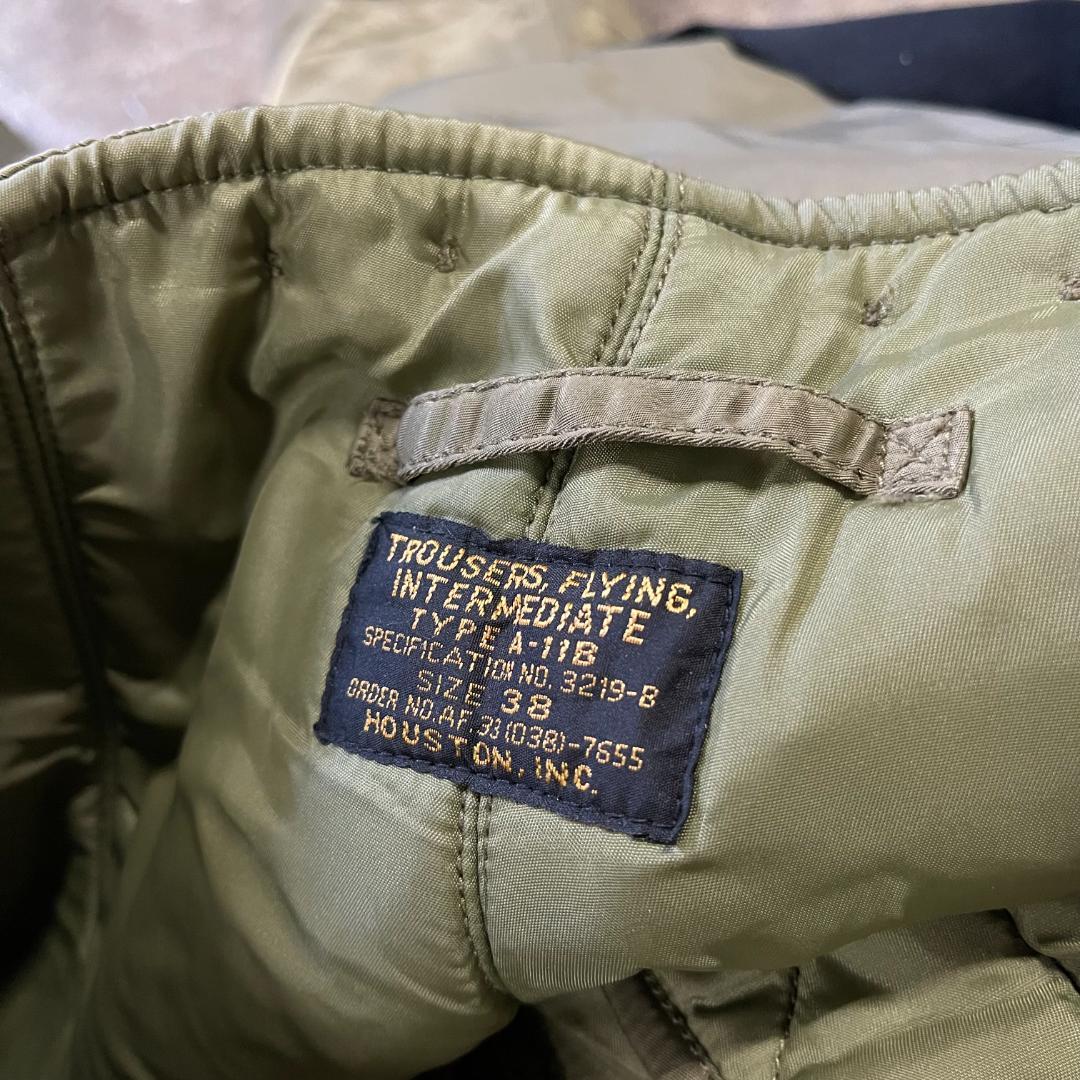 TROUSERS, FLYING,
INTERMEDIATE
TYPE A-11B
SPECIFICATION NO. 3219-B
SIZE 38
ORDER NO. AF 33(038)-7655
HOUSTON, INC.